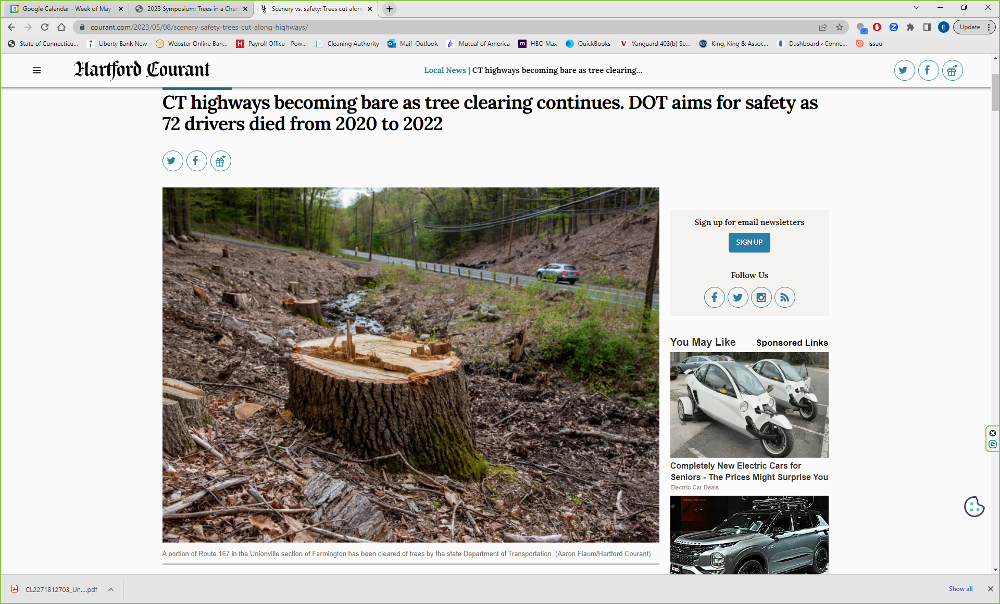 Google Calendar - Week of May
2023 Symposium: Trees in a Char
Scenery vs. safety: Trees cut along
courant.com/2023/05/08/scenery-safety-trees-cut-along-highways/
E
Update
State of Connecticu...
Liberty Bank New
Webster Online Ban...
Payroll Office - Pow...
Cleaning Authority
Mail Outlook
Mutual of America
HBO Max
QuickBooks
Vanguard 403(b) Se...
King, King & Assoc...
Dashboard ‹ Conne...
Issuu
Hartford Courant
Local News | CT highways becoming bare as tree clearing...
CT highways becoming bare as tree clearing continues. DOT aims for safety as
72 drivers died from 2020 to 2022
Sign up for email newsletters
SIGN UP
Follow Us
You May Like
Sponsored Links
Completely New Electric Cars for
Seniors - The Prices Might Surprise You
Electric Car Deals
A portion of Route 167 in the Unionville section of Farmington has been cleared of trees by the state Department of Transportation. (Aaron Flaum/Hartford Courant)
CL2271812703_Un....pdf
Show all